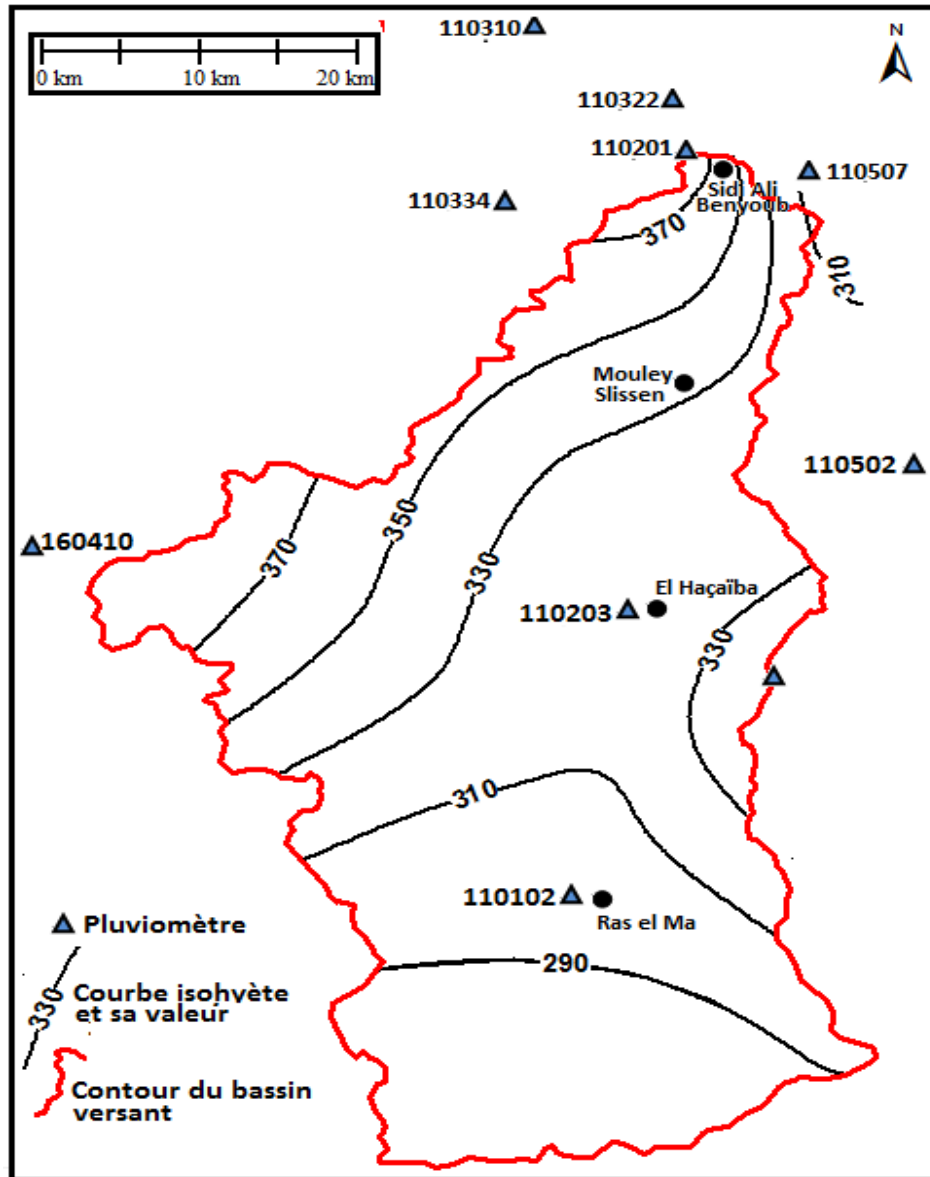 110310
N
0 km 10 km 20 km
110322
110201
110507
Sidi Ali
Benyoub
110334
370
310
Mouley
Slissen
110502
350
160410
370
330
El Haçaïba
110203
330
310
110102
Ras el Ma
Pluviomètre
290
330
Courbe isohvète
et sa valeur
Contour du bassin
versant